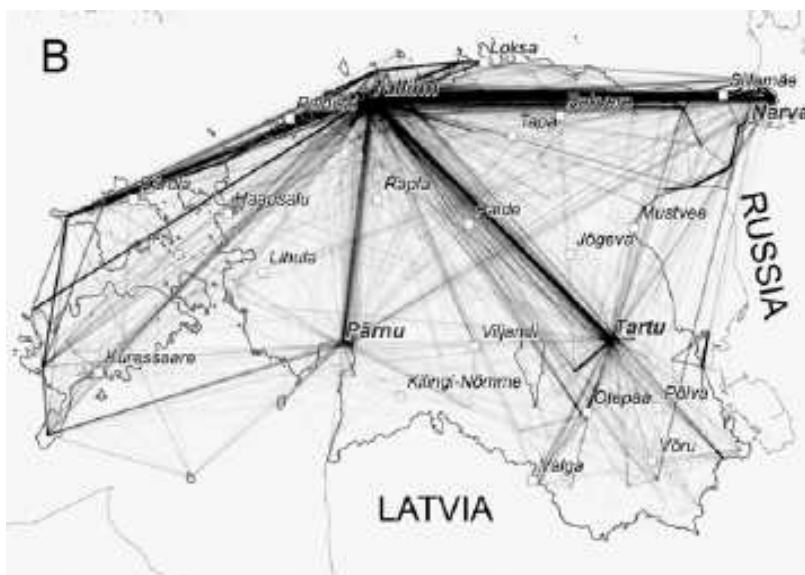 B
Loksa
Tallinn
Sillamäe
Narva
Tapa
Kärdla
Haapsalu
Rapla
Paide
Mustvee
RUSSIA
Lihula
Jõgeva
Pärnu
Viljandi
Tartu
Kuressaare
Kilingi-Nõmme
Otepää
Põlva
Võru
Valga
LATVIA